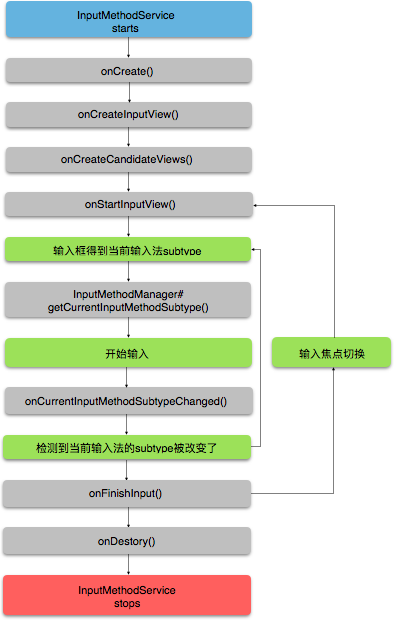 InputMethodService
starts
onCreate()
onCreateInputView()
onCreateCandidateViews()
onStartInputView()
输入框得到当前输入法subtype
InputMethodManager#
getCurrentInputMethodSubtype()
开始输入
输入焦点切换
onCurrentInputMethodSubtypeChanged()
检测到当前输入法的subtype被改变了
onFinishInput()
onDestory()
InputMethodService
stops